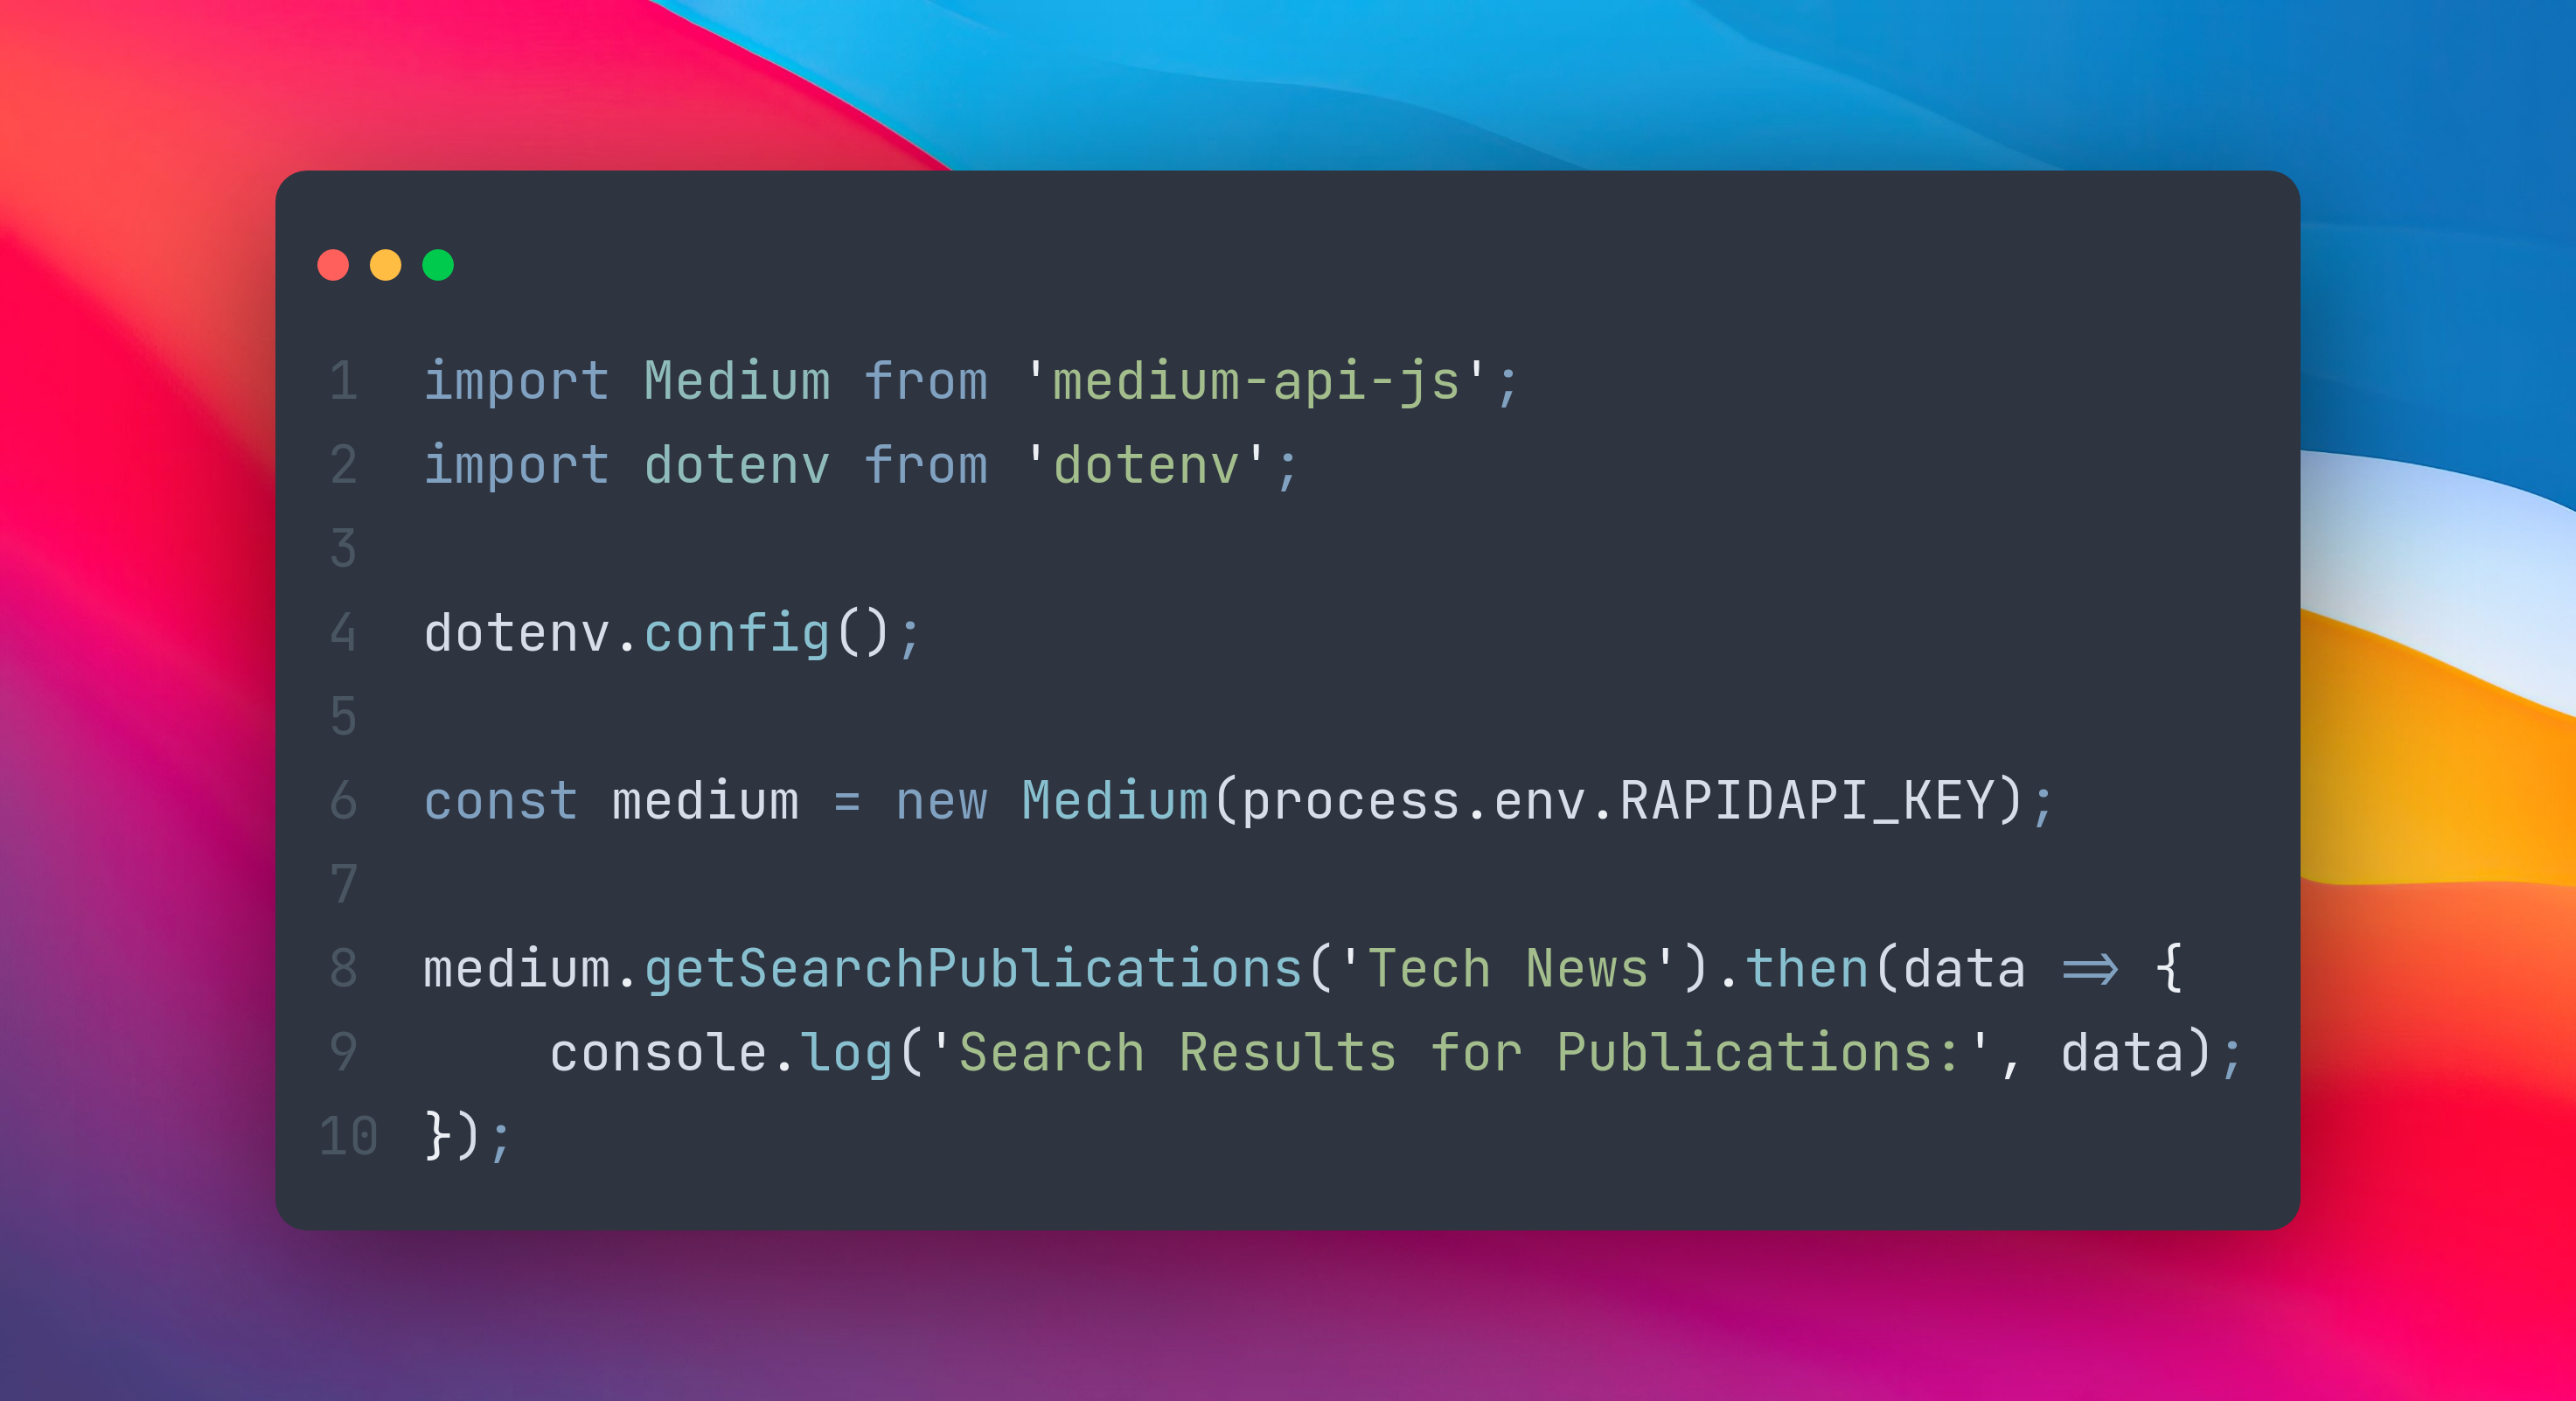 1 import Medium from 'medium-api-js';
2 import dotenv from 'dotenv';
3
4 dotenv.config();
5
6 const medium = new Medium(process.env.RAPIDAPI_KEY);
7
8 medium.getSearchPublications('Tech News').then(data => {
9     console.log('Search Results for Publications:', data);
10 });